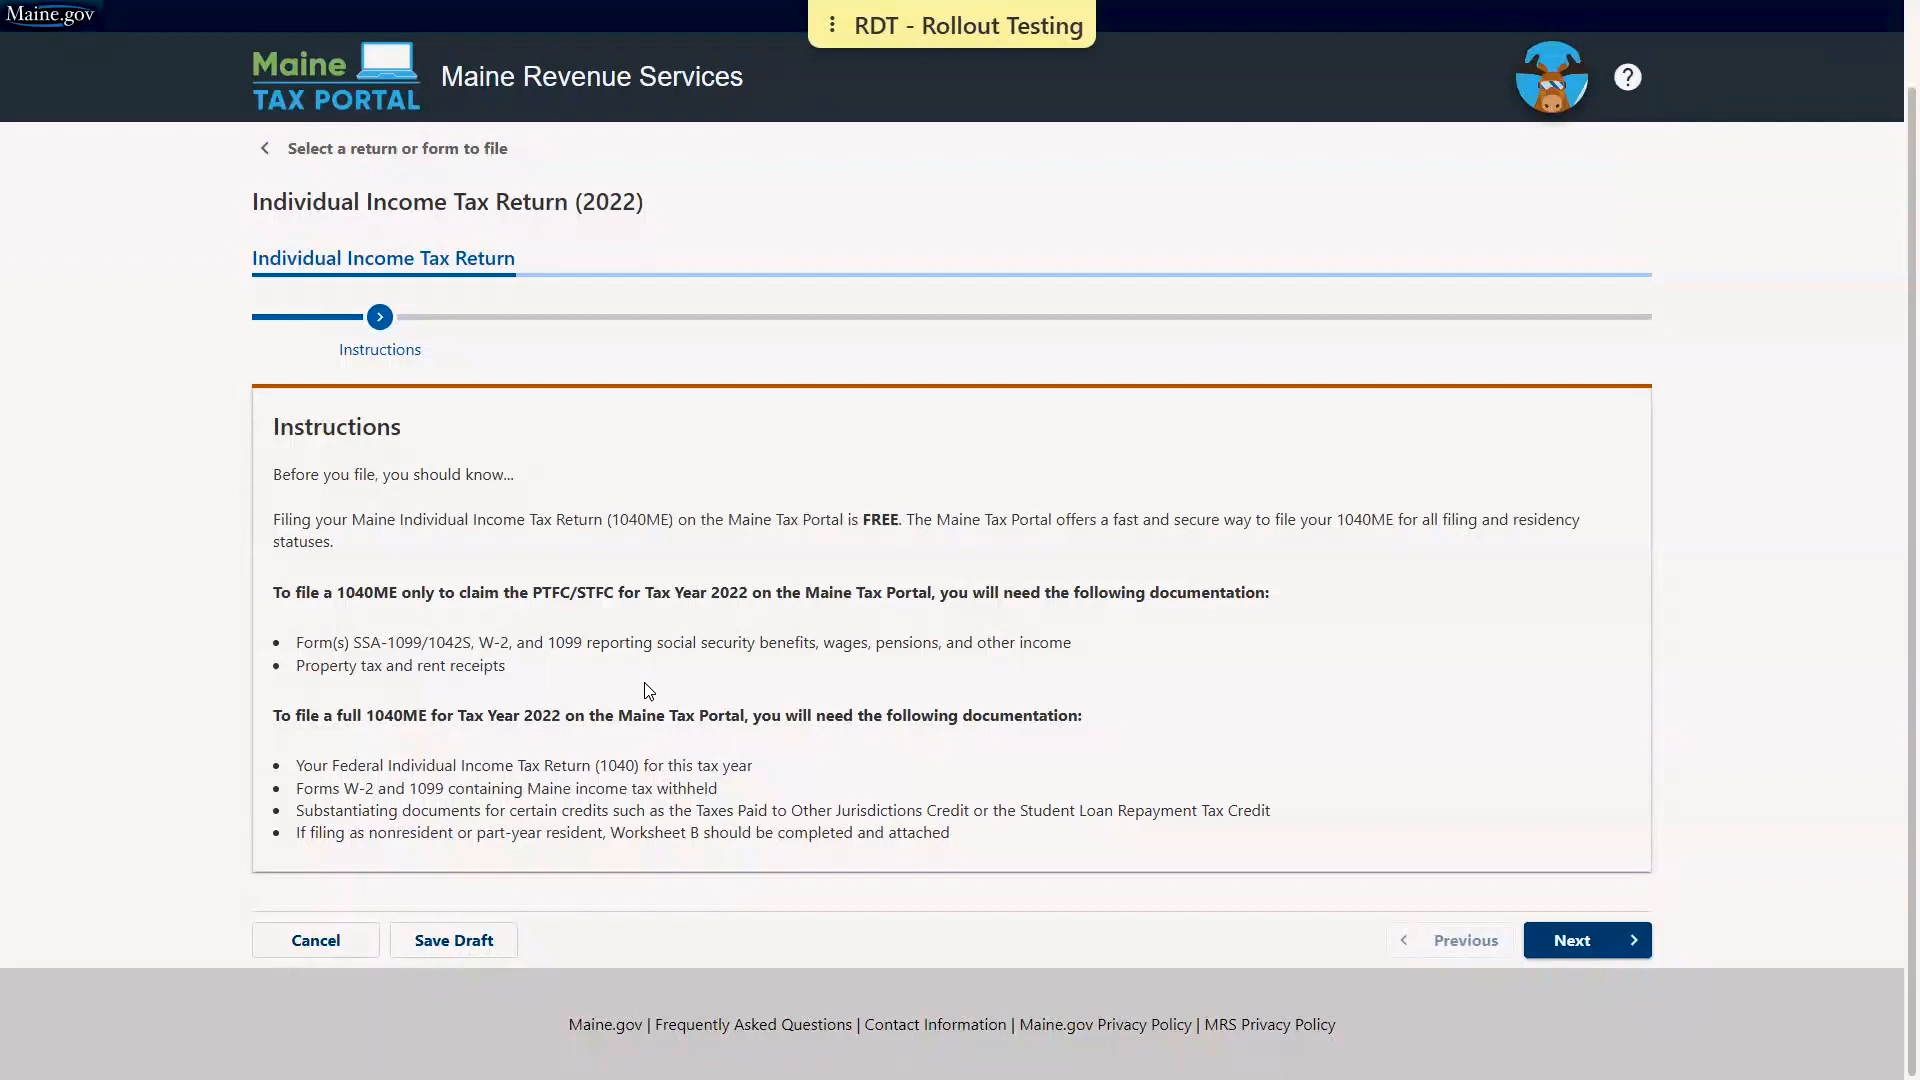 Maine.gov
RDT - Rollout Testing
Maine
TAX PORTAL
Maine Revenue Services
?
Select a return or form to file
Individual Income Tax Return (2022)
Individual Income Tax Return
Instructions
Instructions
Before you file, you should know...
Filing your Maine Individual Income Tax Return (1040ME) on the Maine Tax Portal is FREE. The Maine Tax Portal offers a fast and secure way to file your 1040ME for all filing and residency
statuses.
To file a 1040ME only to claim the PTFC/STFC for Tax Year 2022 on the Maine Tax Portal, you will need the following documentation:
• Form(s) SSA-1099/1042S, W-2, and 1099 reporting social security benefits, wages, pensions, and other income
• Property tax and rent receipts
To file a full 1040ME for Tax Year 2022 on the Maine Tax Portal, you will need the following documentation:
• Your Federal Individual Income Tax Return (1040) for this tax year
• Forms W-2 and 1099 containing Maine income tax withheld
• Substantiating documents for certain credits such as the Taxes Paid to Other Jurisdictions Credit or the Student Loan Repayment Tax Credit
• If filing as nonresident or part-year resident, Worksheet B should be completed and attached
Cancel Save Draft Previous Next
Maine.gov | Frequently Asked Questions | Contact Information | Maine.gov Privacy Policy | MRS Privacy Policy